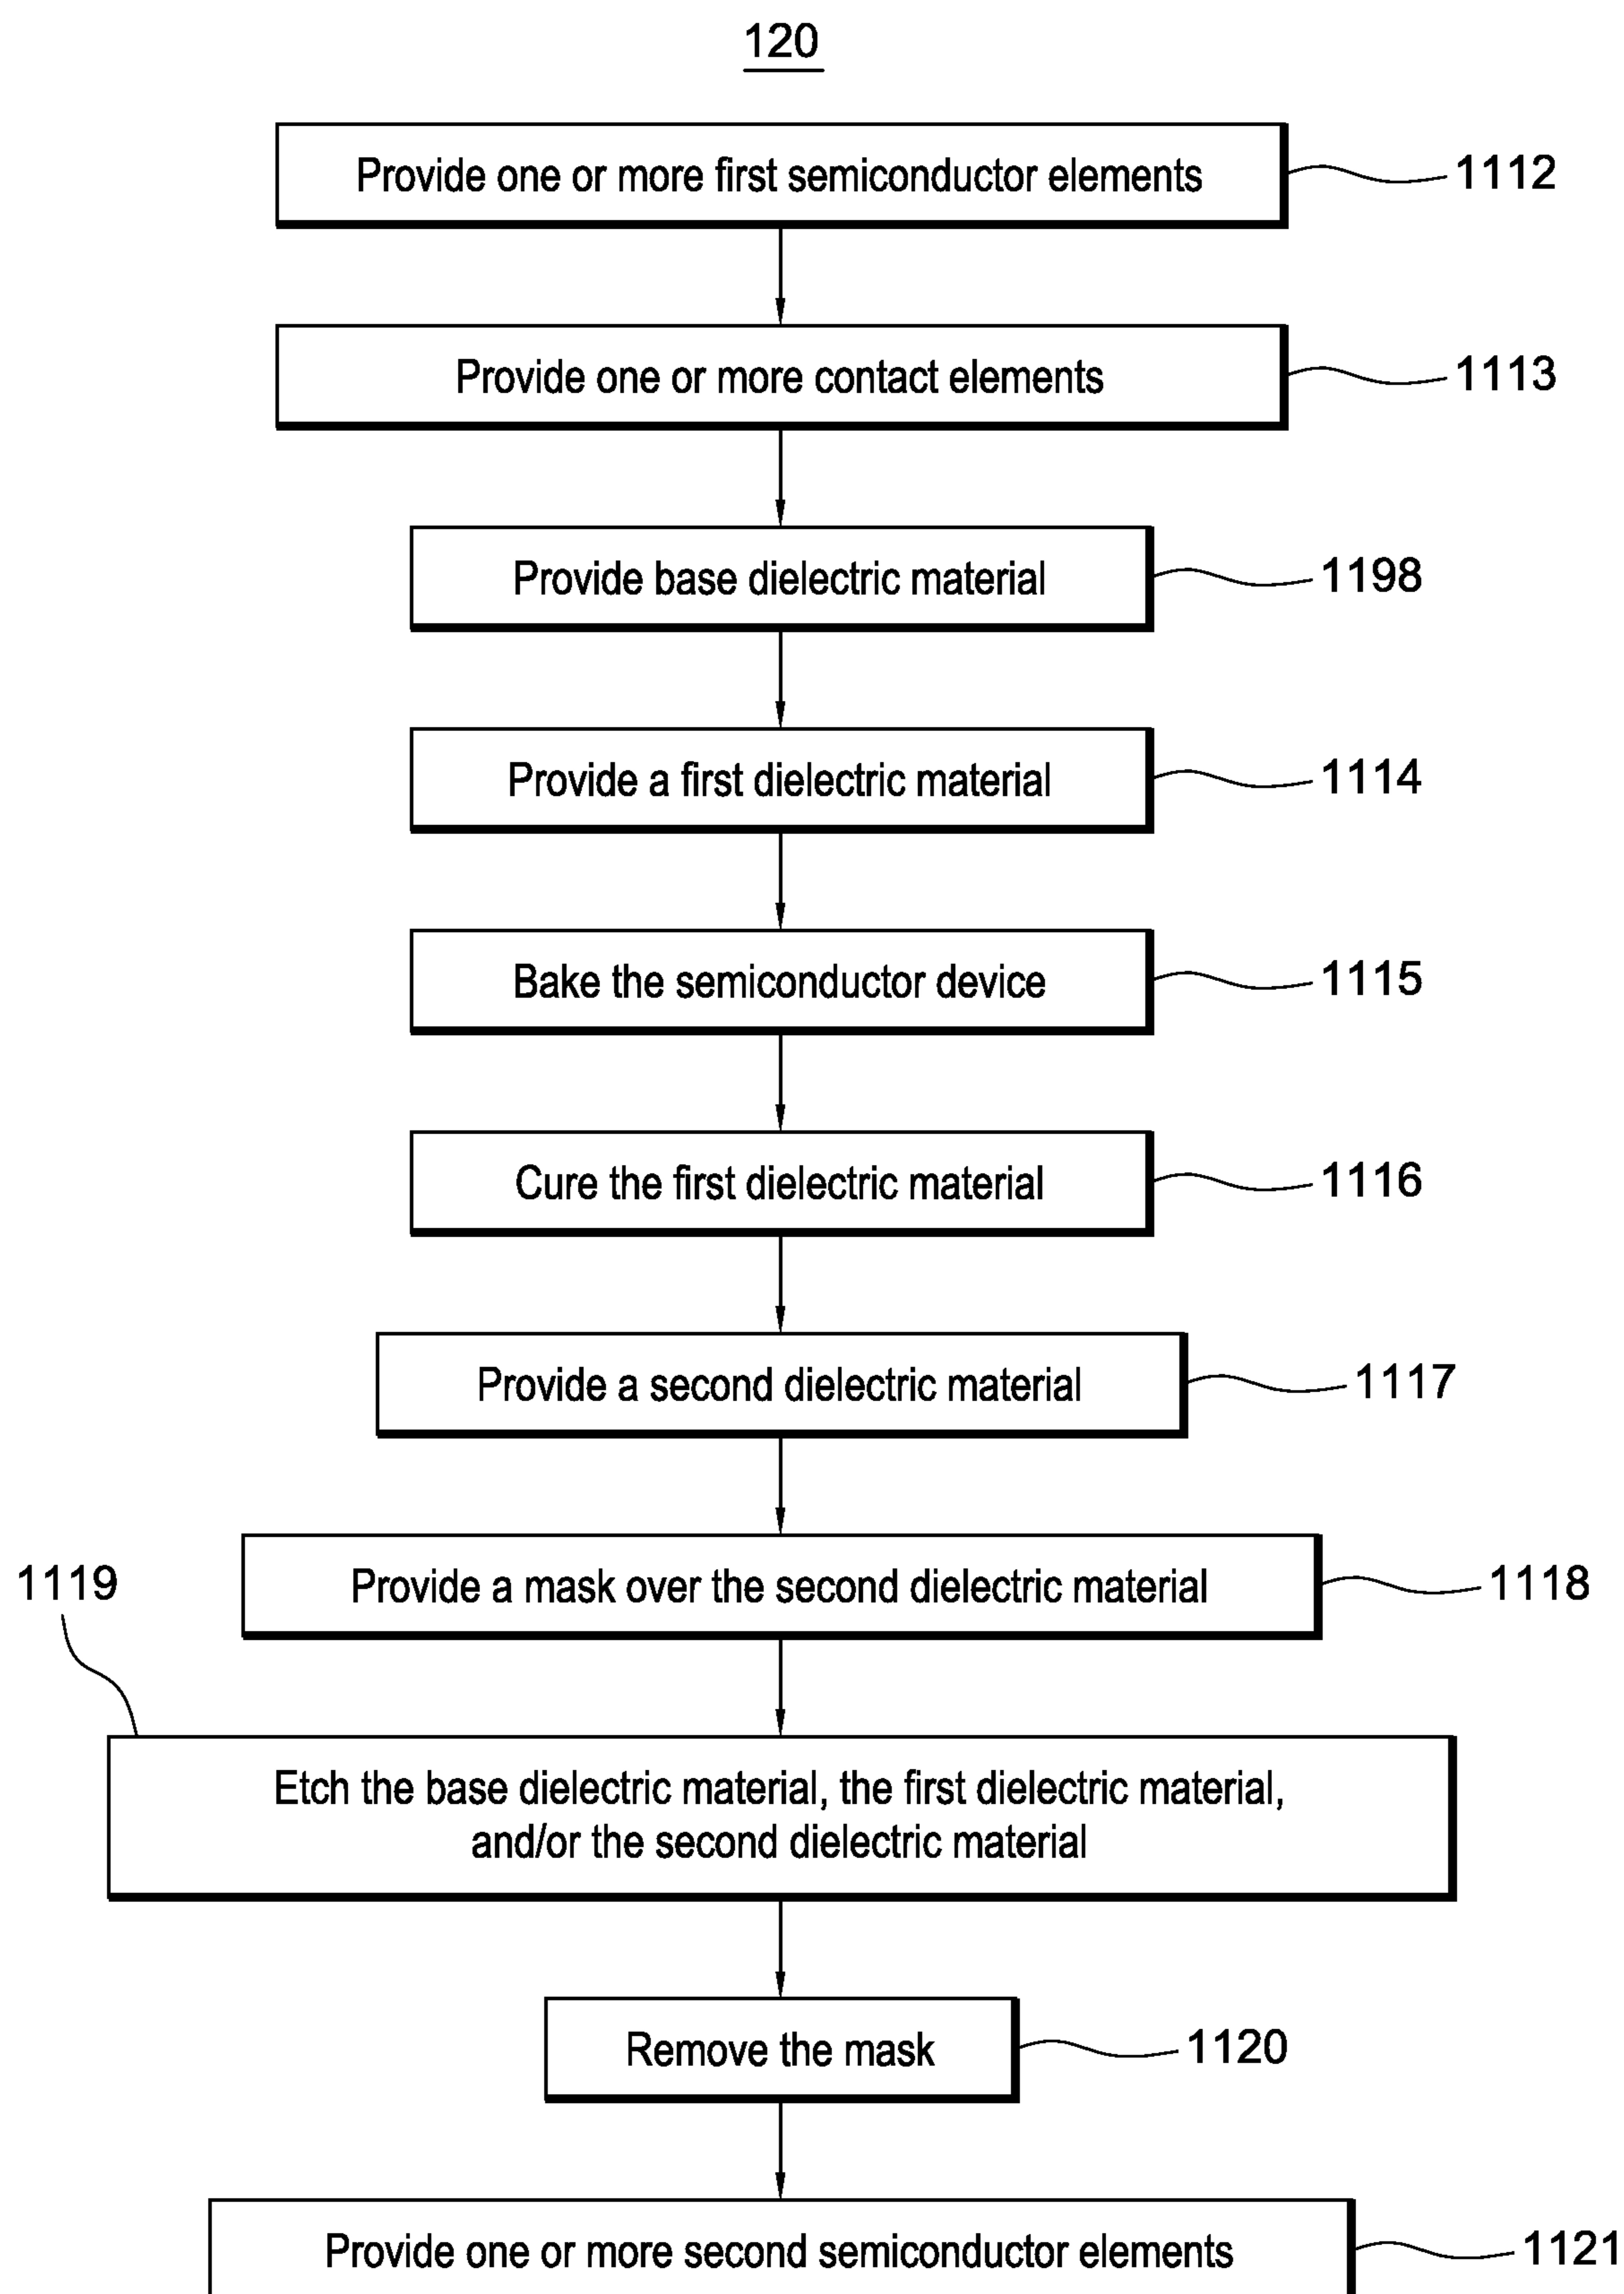 120
Provide one or more first semiconductor elements
1112
Provide one or more contact elements
1113
Provide base dielectric material
1198
Provide a first dielectric material
1114
Bake the semiconductor device
1115
Cure the first dielectric material
1116
Provide a second dielectric material
1117
Provide a mask over the second dielectric material
1118
1119
Etch the base dielectric material, the first dielectric material,
and/or the second dielectric material
Remove the mask
1120
Provide one or more second semiconductor elements
1121